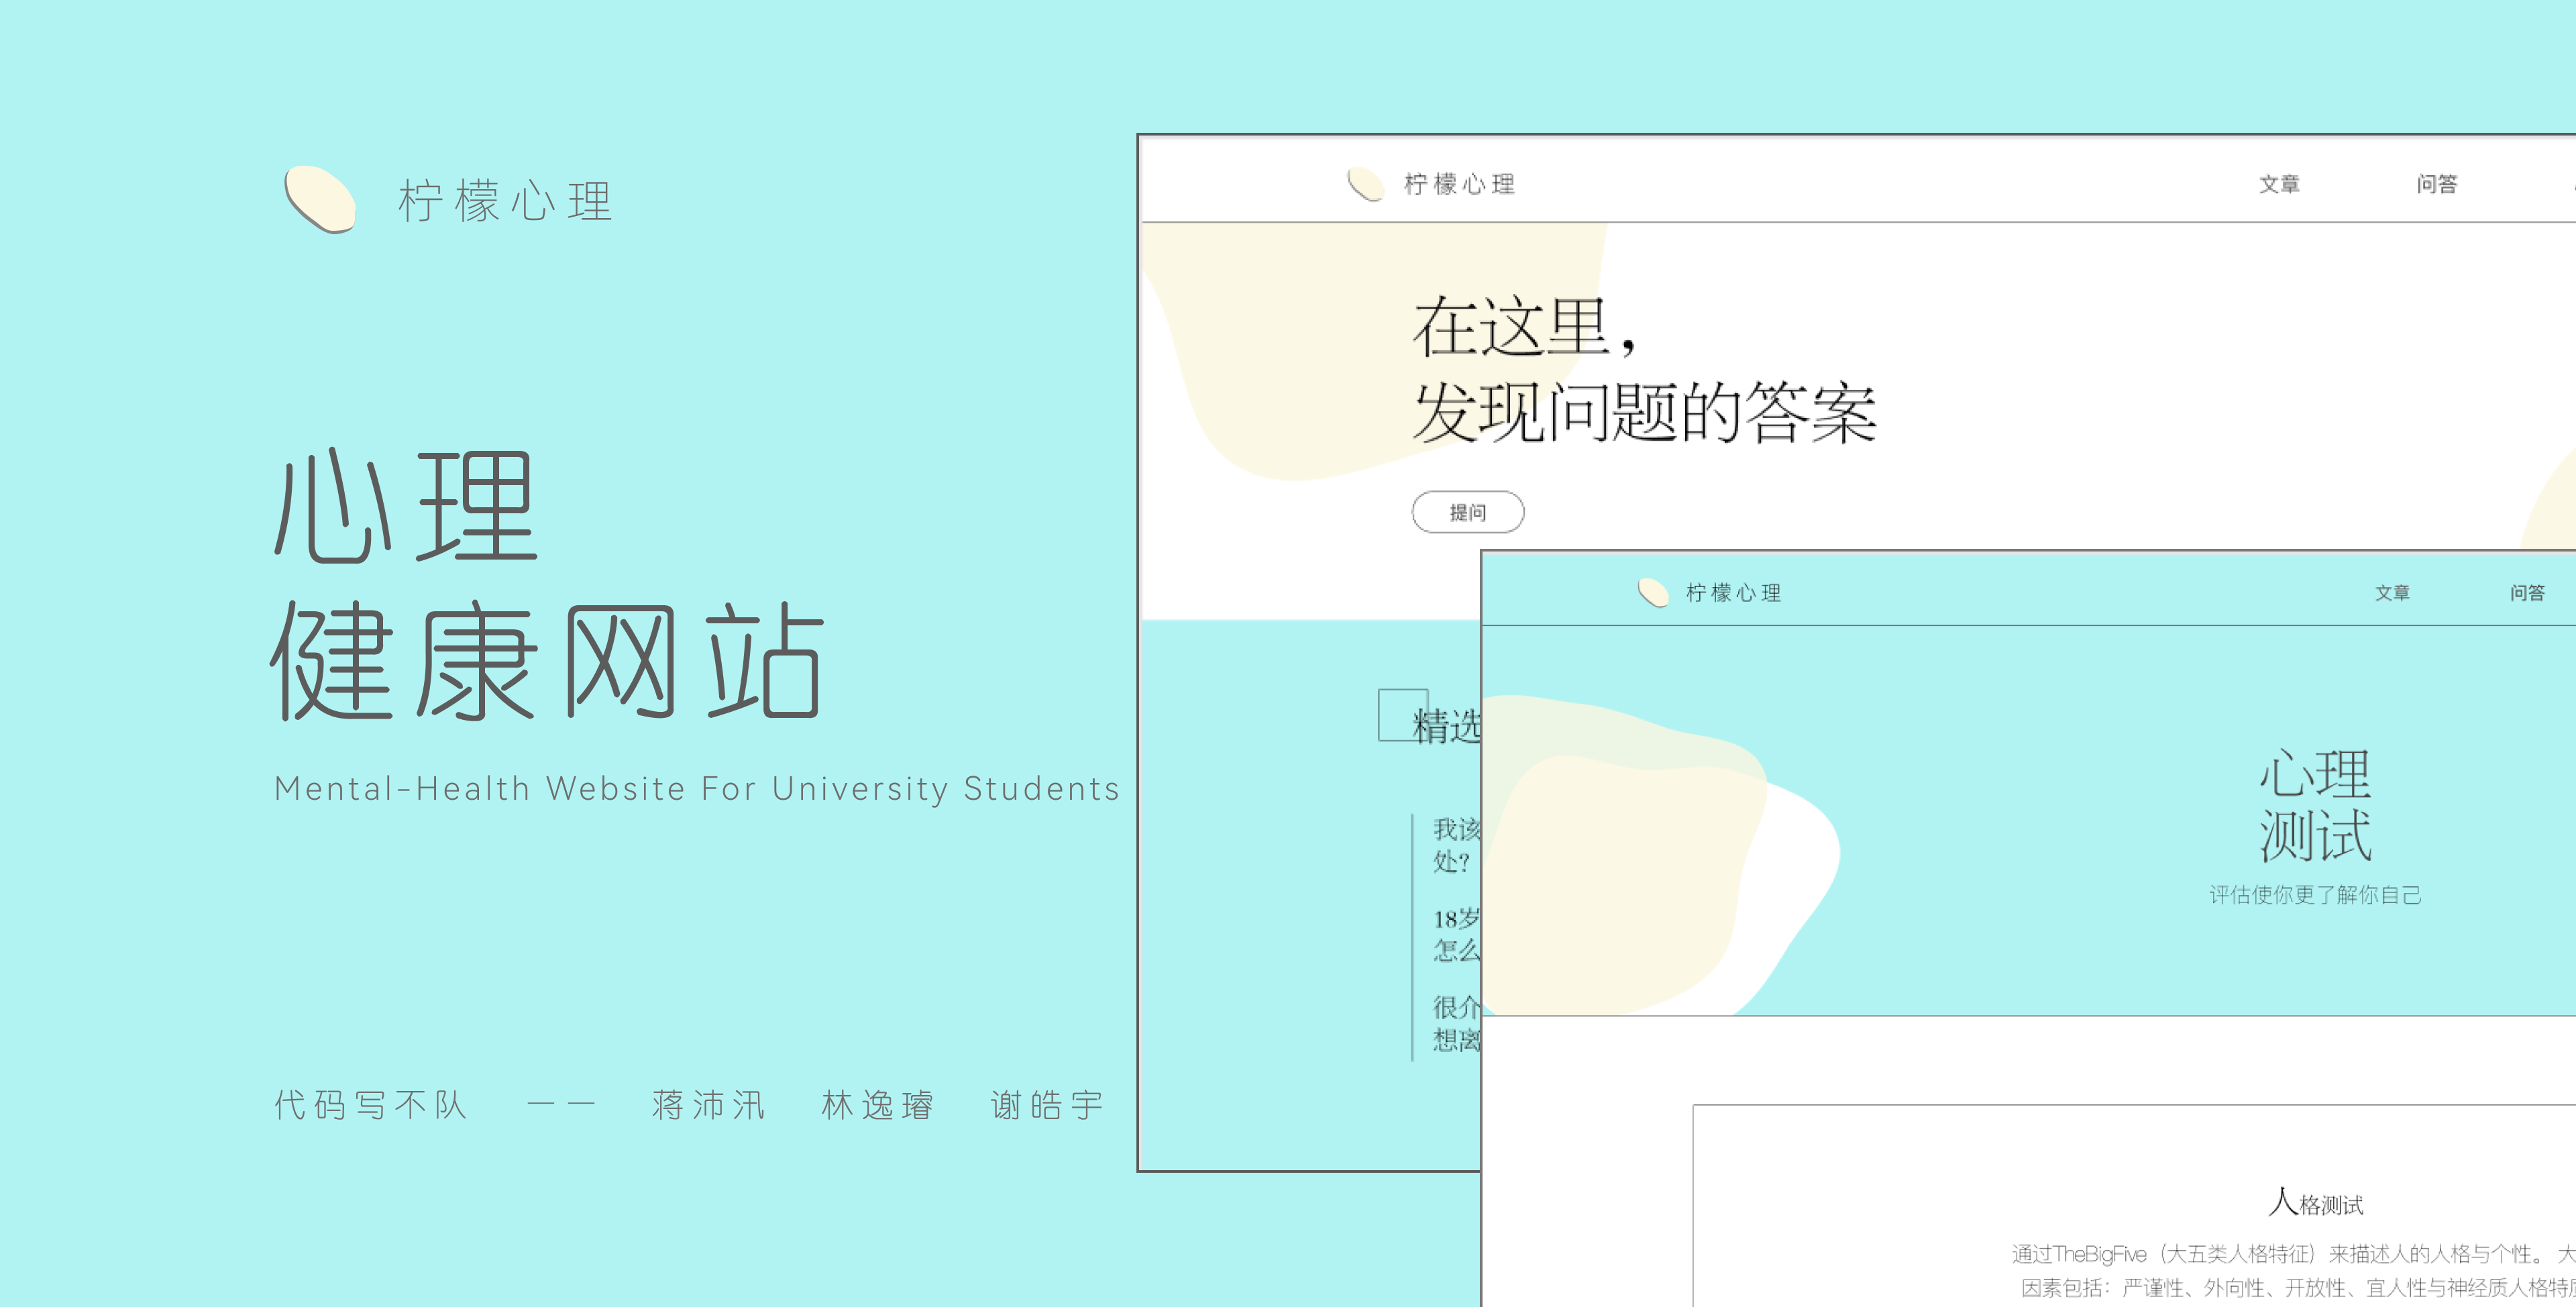 柠檬心理
心理
健康网站
Mental-Health Website For University Students
代码写不队 —— 蒋沛汛 林逸璿 谢皓宇
柠檬心理 文章 问答
在这里，
发现问题的答案
提问
精选
我该
处？
18岁
怎么
很介
想离
柠檬心理 文章 问答
心理
测试
评估使你更了解你自己
人格测试
通过TheBigFive（大五类人格特征）来描述人的人格与个性。 大
因素包括：严谨性、外向性、开放性、宜人性与神经质人格特质